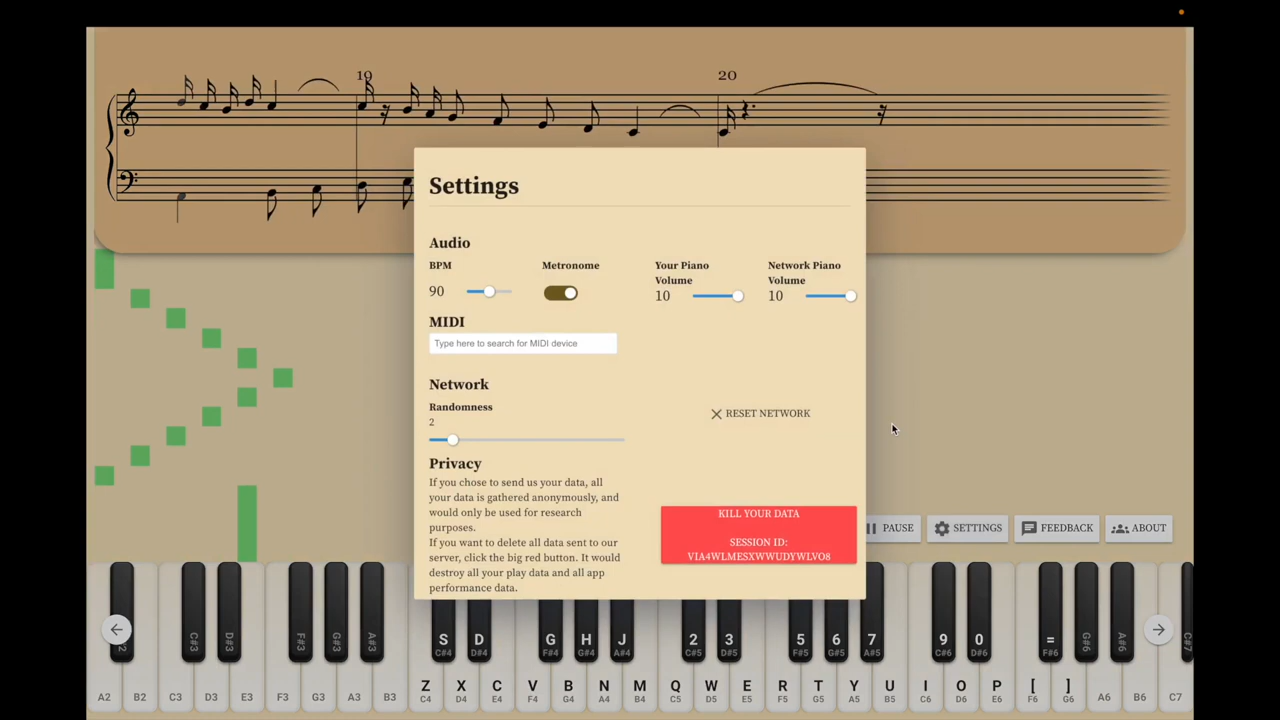 19
20
Settings
Audio
BPM
Metronome
Your Piano
Volume
Network Piano
Volume
90
10
10
MIDI
Type here to search for MIDI device
Network
Randomness
2
RESET NETWORK
Privacy
If you chose to send us your data, all
your data is gathered anonymously, and
would only be used for research
purposes.
If you want to delete all data sent to our
server, click the big red button. It would
destroy all your play data and all app
performance data.
KILL YOUR DATA
SESSION ID:
VIA4WLMESXWWUDYWLVO8
PAUSE
SETTINGS
FEEDBACK
ABOUT
2 C#3 D#3 F#3 G#3 A#3 S D G H J 2 3 5 6 7 9 0 = G#6 A#6 C#7
C#4 D#4 F#4 G#4 A#4 C#5 D#5 F#5 G#5 A#5 C#6 D#6 F#6
Z X C V B N M Q W E R T Y U I O P [ ]
A2 B2 C3 D3 E3 F3 G3 A3 B3 C4 D4 E4 F4 G4 A4 B4 C5 D5 E5 F5 G5 A5 B5 C6 D6 E6 F6 G6 A6 B6 C7